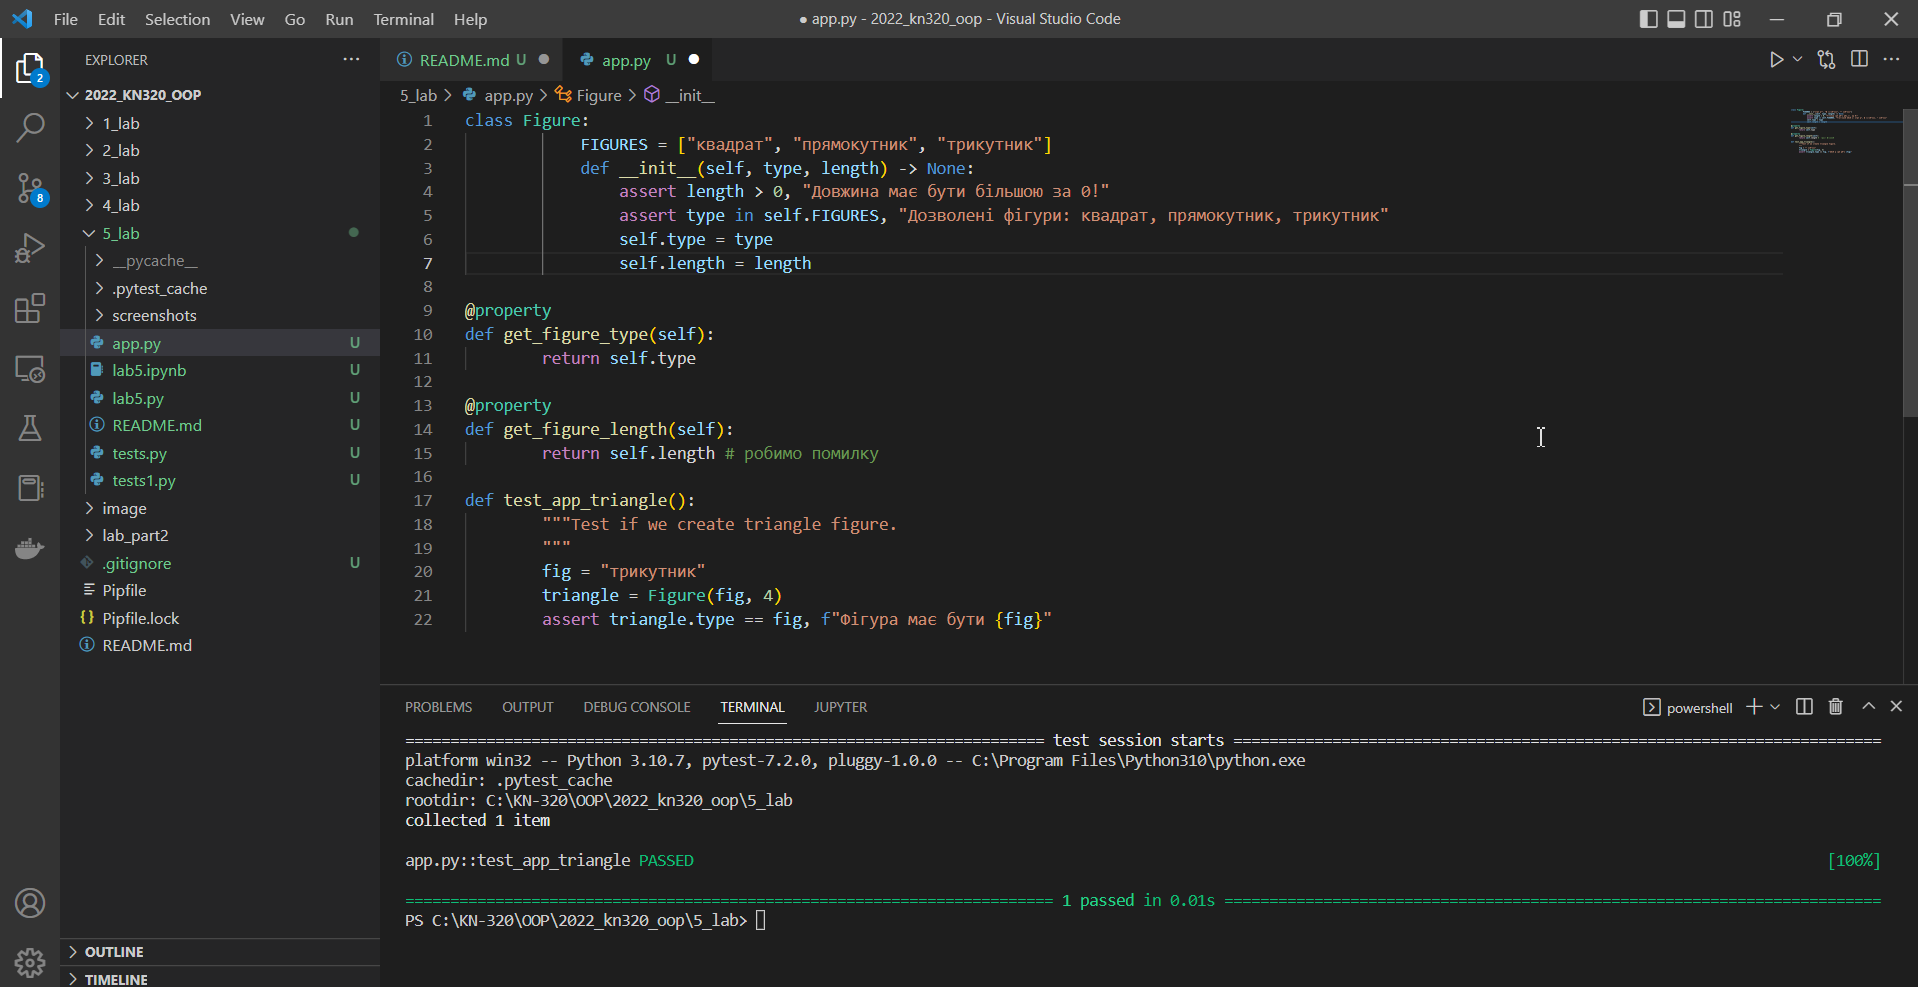 File Edit Selection View Go Run Terminal Help
● app.py - 2022_kn320_oop - Visual Studio Code
EXPLORER
2022_KN320_OOP
1_lab
2_lab
3_lab
4_lab
5_lab
__pycache__
.pytest_cache
screenshots
app.py U
lab5.ipynb U
lab5.py U
README.md U
tests.py U
tests1.py U
image
lab_part2
.gitignore U
Pipfile
Pipfile.lock
README.md
OUTLINE
TIMELINE
2
8
README.md U
app.py U
5_lab > app.py > Figure > __init__
1 class Figure:
2 FIGURES = ["квадрат", "прямокутник", "трикутник"]
3 def __init__(self, type, length) -> None:
4 assert length > 0, "Довжина має бути більшою за 0!"
5 assert type in self.FIGURES, "Дозволені фігури: квадрат, прямокутник, трикутник"
6 self.type = type
7 self.length = length
8
9 @property
10 def get_figure_type(self):
11 return self.type
12
13 @property
14 def get_figure_length(self):
15 return self.length # робимо помилку
16
17 def test_app_triangle():
18 """Test if we create triangle figure.
19 """
20 fig = "трикутник"
21 triangle = Figure(fig, 4)
22 assert triangle.type == fig, f"Фігура має бути {fig}"
PROBLEMS OUTPUT DEBUG CONSOLE TERMINAL JUPYTER
powershell
test session starts
platform win32 -- Python 3.10.7, pytest-7.2.0, pluggy-1.0.0 -- C:\Program Files\Python310\python.exe
cachedir: .pytest_cache
rootdir: C:\KN-320\OOP\2022_kn320_oop\5_lab
collected 1 item
app.py::test_app_triangle PASSED [100%]
1 passed in 0.01s
PS C:\KN-320\OOP\2022_kn320_oop\5_lab>